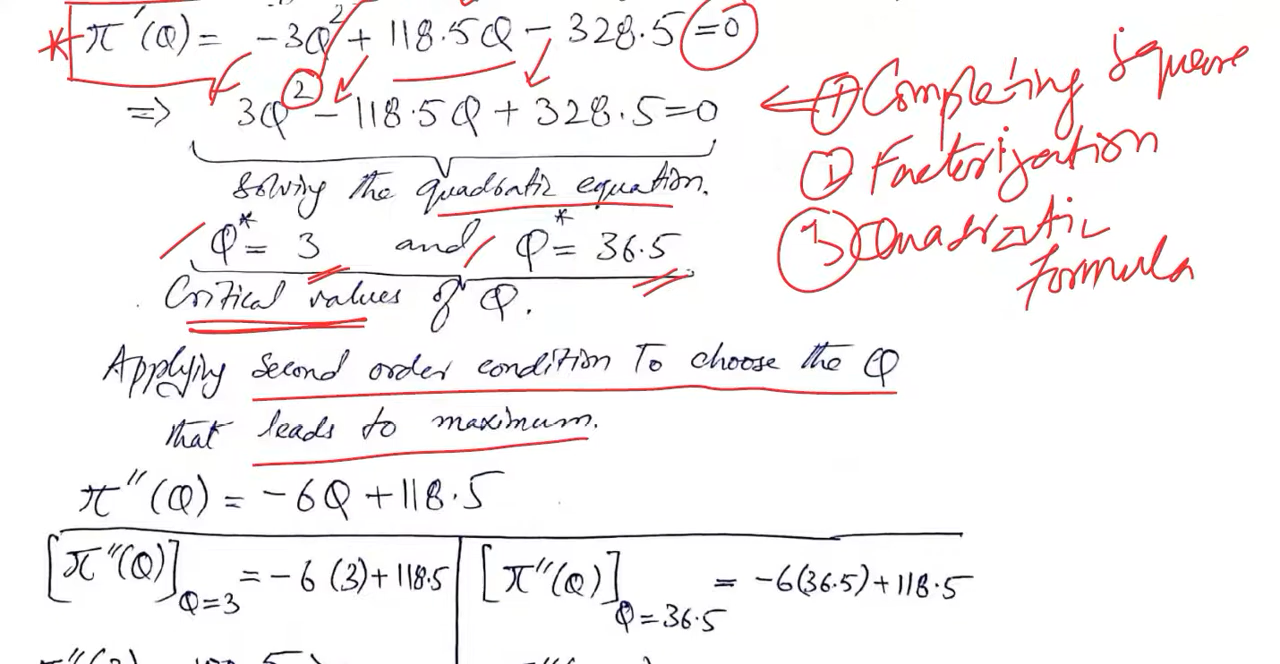 * π'(Q) = -3Q² + 118.5Q - 328.5 = 0
⇒ 3Q² - 118.5Q + 328.5 = 0
① Completing square
① Factorization
③ Quadratic formula
solving the quadratic equation.
Q* = 3 and Q* = 36.5
Critical values of Q.
Applying second order condition To choose the Q
that leads to maximum.
π''(Q) = -6Q + 118.5
[π''(Q)]Q=3 = -6(3) + 118.5
[π''(Q)]Q=36.5 = -6(36.5) + 118.5